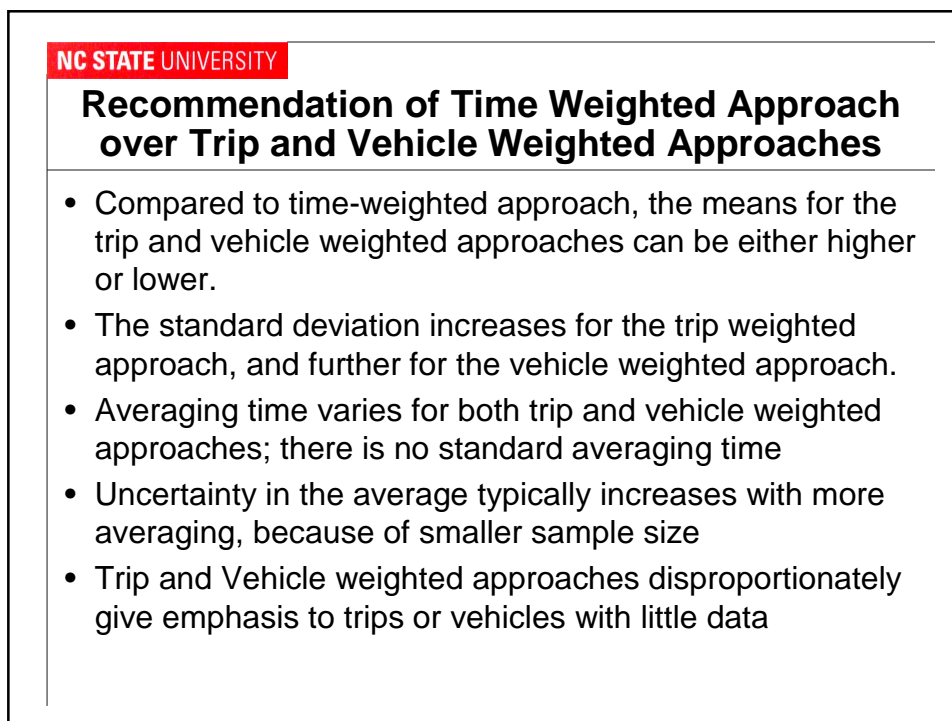 NC STATE UNIVERSITY
Recommendation of Time Weighted Approach
over Trip and Vehicle Weighted Approaches
• Compared to time-weighted approach, the means for the
trip and vehicle weighted approaches can be either higher
or lower.
• The standard deviation increases for the trip weighted
approach, and further for the vehicle weighted approach.
• Averaging time varies for both trip and vehicle weighted
approaches; there is no standard averaging time
• Uncertainty in the average typically increases with more
averaging, because of smaller sample size
• Trip and Vehicle weighted approaches disproportionately
give emphasis to trips or vehicles with little data